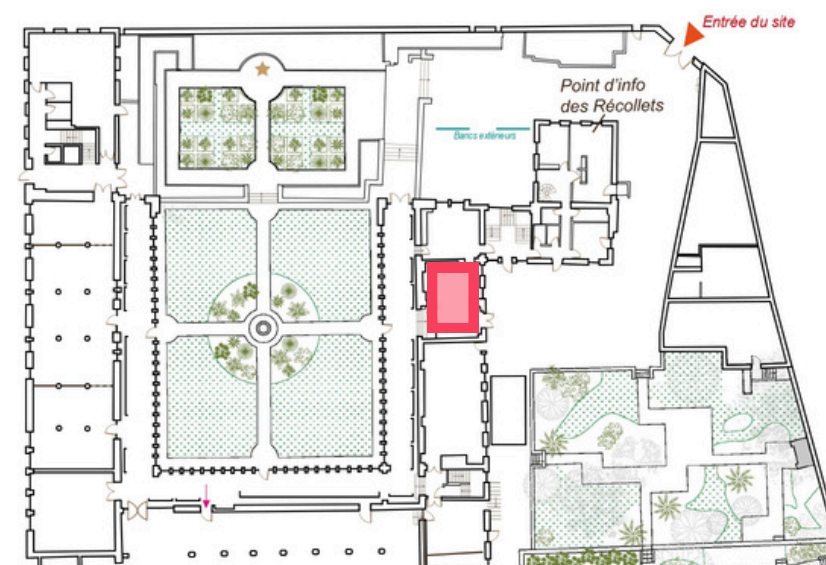 Entrée du site
Point d'info
des Récollets
Bancs extérieurs